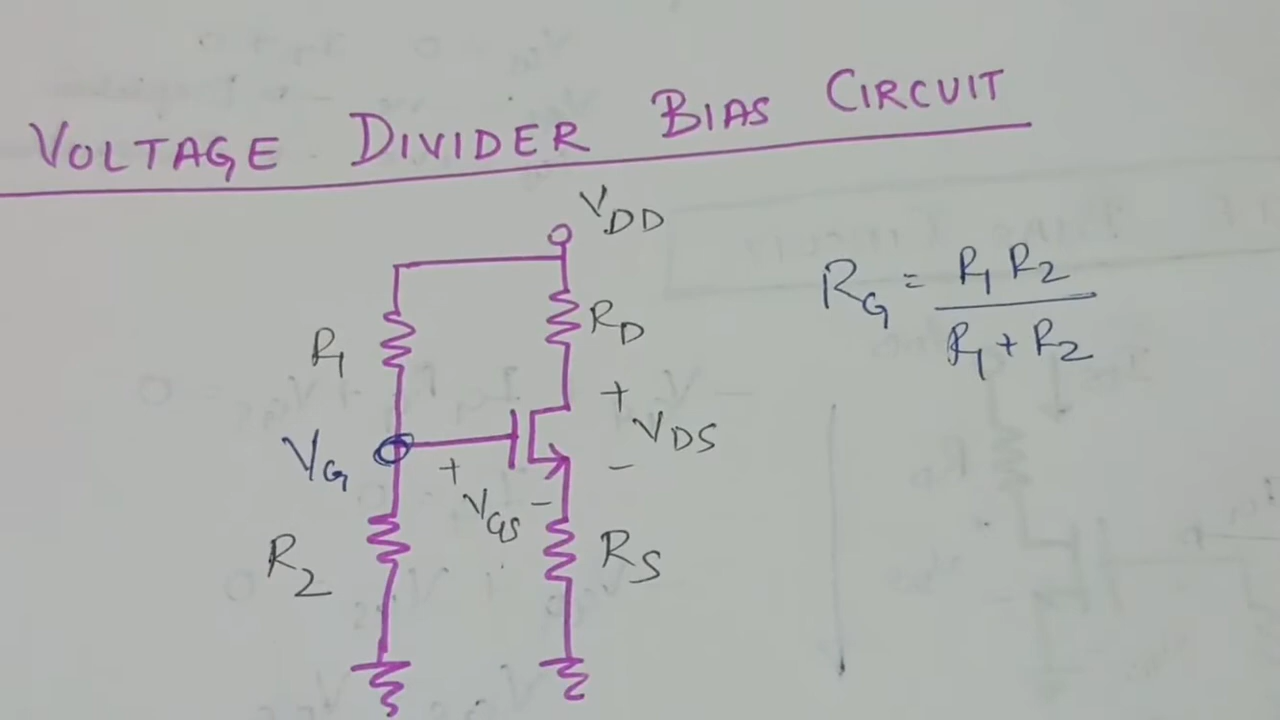 VOLTAGE DIVIDER BIAS CIRCUIT
VDD
R1
RD
RG = R1 R2
R1 + R2
+
VDS
-
VG
+
VGS
-
R2
RS